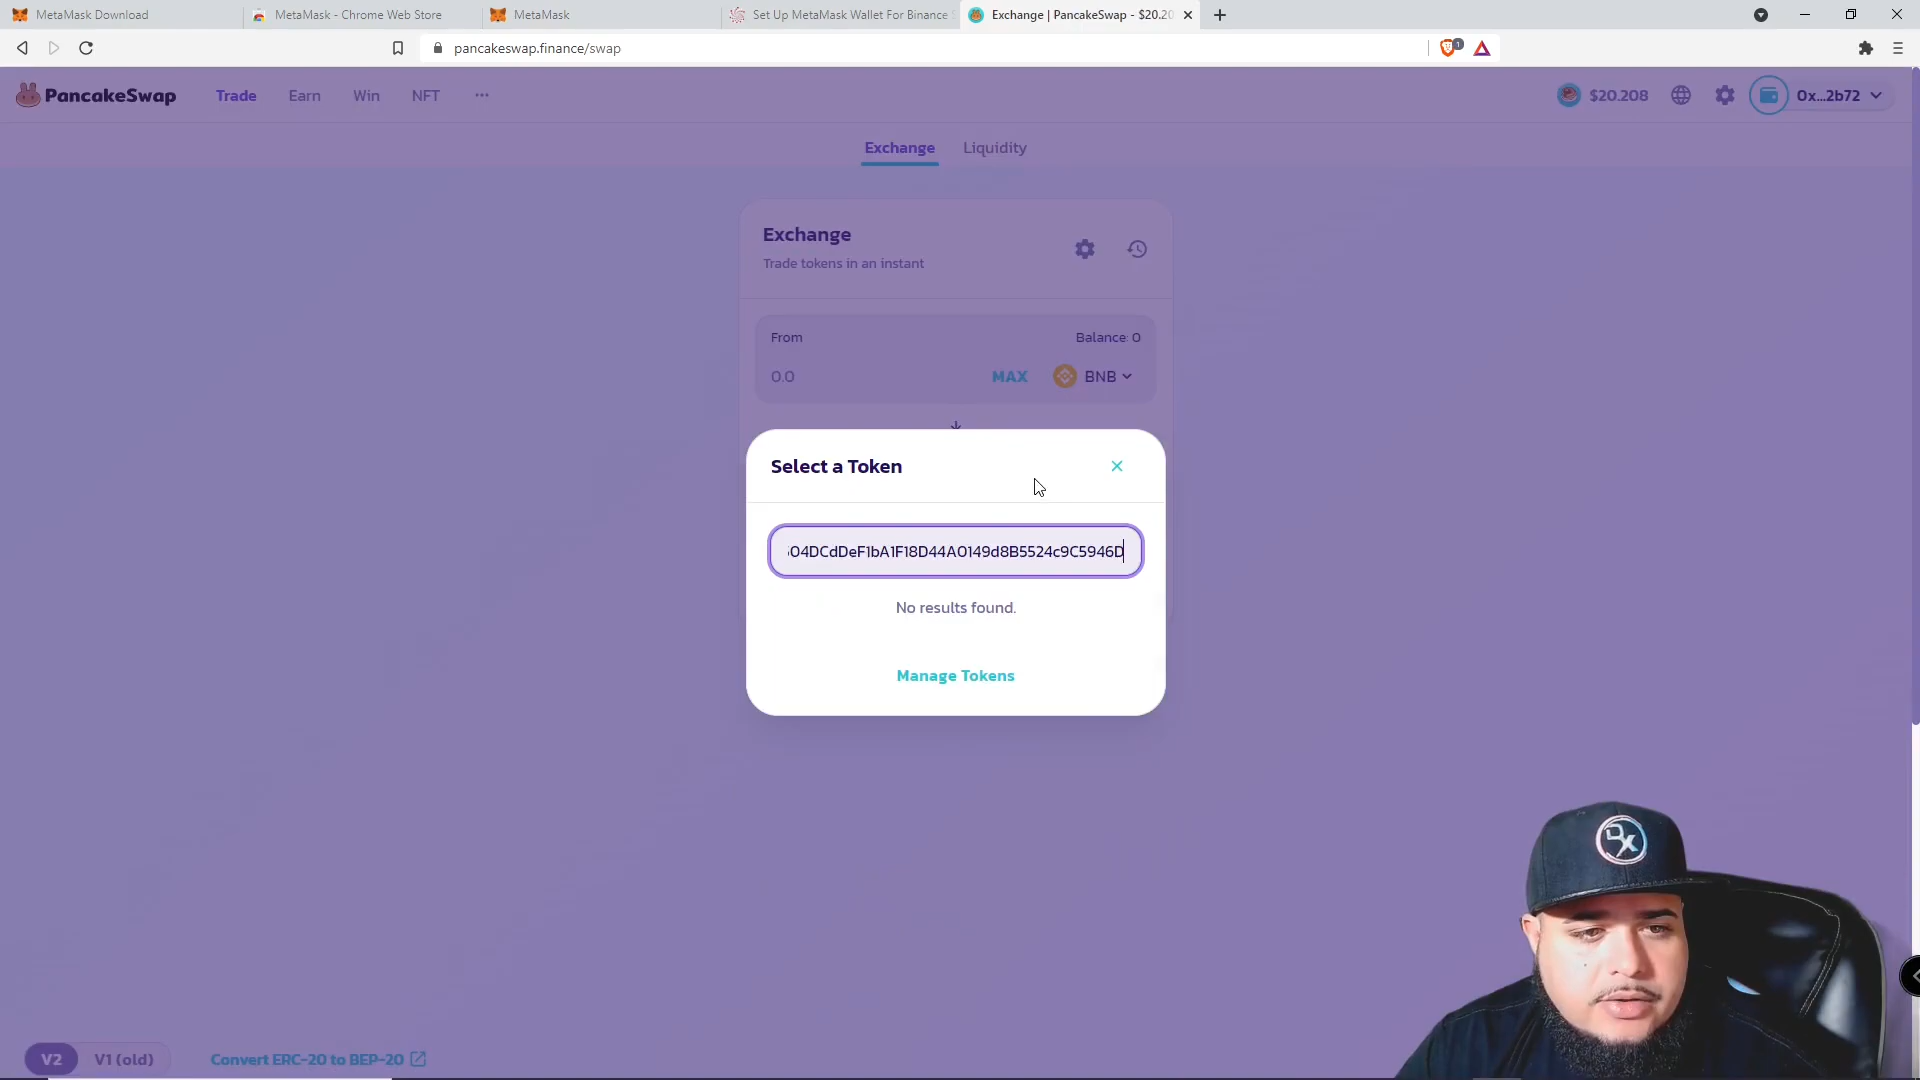 MetaMask Download
MetaMask - Chrome Web Store
MetaMask
Set Up MetaMask Wallet For Binance
Exchange | PancakeSwap - $20.20
pancakeswap.finance/swap
1
PancakeSwap
Trade
Earn
Win
NFT
$20.208
0x...2b72
Exchange
Liquidity
Exchange
Trade tokens in an instant
From
Balance: 0
0.0
MAX
BNB
Select a Token
04DCdDeF1bA1F18D44A0149d8B5524c9C5946D
No results found.
Manage Tokens
V2
V1 (old)
Convert ERC-20 to BEP-20
DX